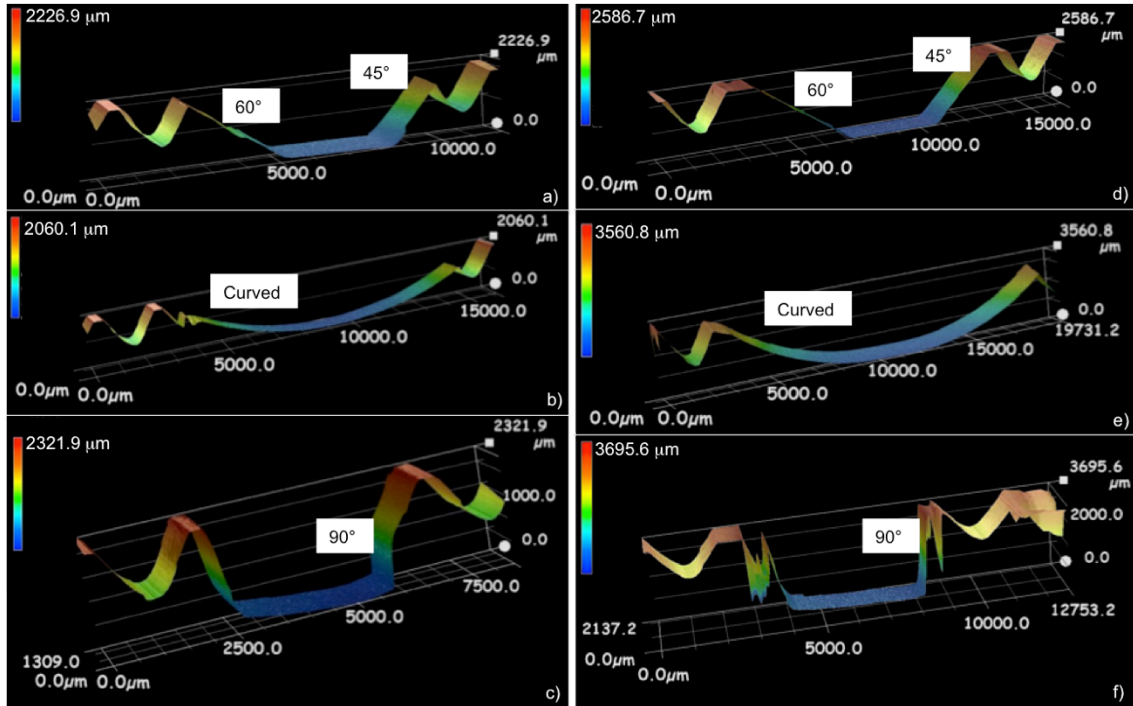 2226.9 µm
2226.9
µm
45°
60°
0.0
10000.0
5000.0
0.0µm 0.0µm
a)
2060.1 µm
2060.1
µm
0.0
Curved
15000.0
10000.0
5000.0
0.0µm 0.0µm
b)
2321.9 µm
2321.9
µm
1000.0
90°
0.0
7500.0
5000.0
2500.0
1309.0
0.0µm 0.0µm
c)
2586.7 µm
2586.7
µm
45°
60°
0.0
15000.0
10000.0
5000.0
0.0µm 0.0µm
d)
3560.8 µm
3560.8
µm
Curved
0.0
19731.2
15000.0
10000.0
5000.0
0.0µm 0.0µm
e)
3695.6 µm
3695.6
µm
2000.0
90°
0.0
12753.2
10000.0
2137.2
5000.0
0.0µm 0.0µm
f)